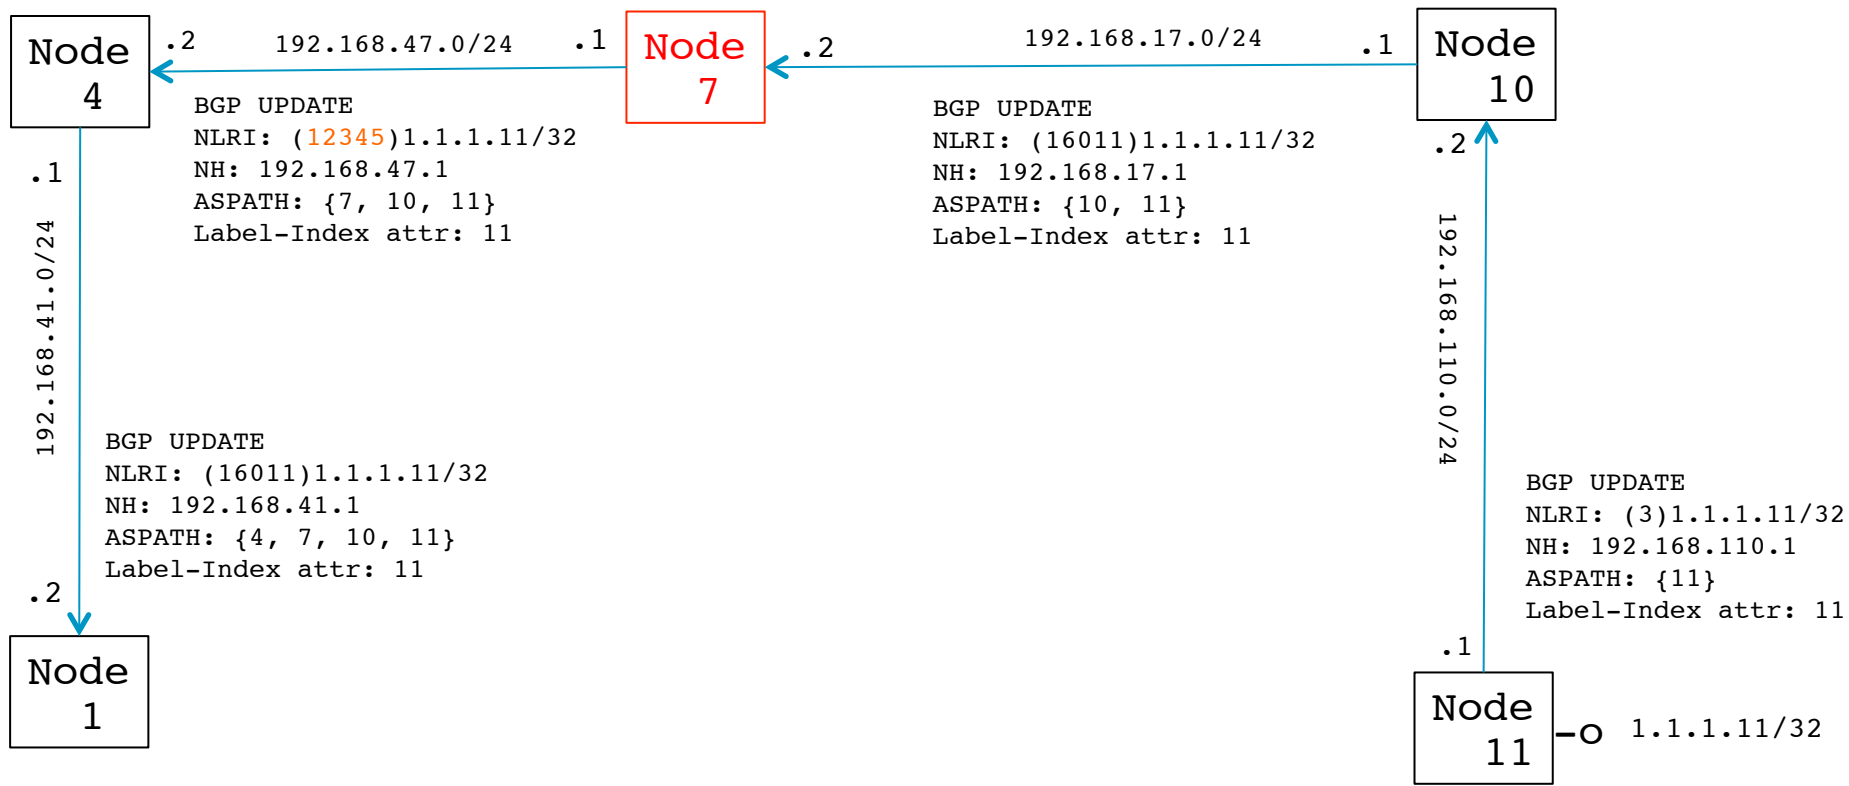 Node
4
.2
192.168.47.0/24
.1
Node
7
.2
192.168.17.0/24
.1
Node
10
BGP UPDATE
NLRI: (12345)1.1.1.11/32
NH: 192.168.47.1
ASPATH: {7, 10, 11}
Label-Index attr: 11
BGP UPDATE
NLRI: (16011)1.1.1.11/32
NH: 192.168.17.1
ASPATH: {10, 11}
Label-Index attr: 11
.1
192.168.41.0/24
.2
192.168.110.0/24
BGP UPDATE
NLRI: (16011)1.1.1.11/32
NH: 192.168.41.1
ASPATH: {4, 7, 10, 11}
Label-Index attr: 11
.2
BGP UPDATE
NLRI: (3)1.1.1.11/32
NH: 192.168.110.1
ASPATH: {11}
Label-Index attr: 11
.1
Node
1
Node
11
1.1.1.11/32